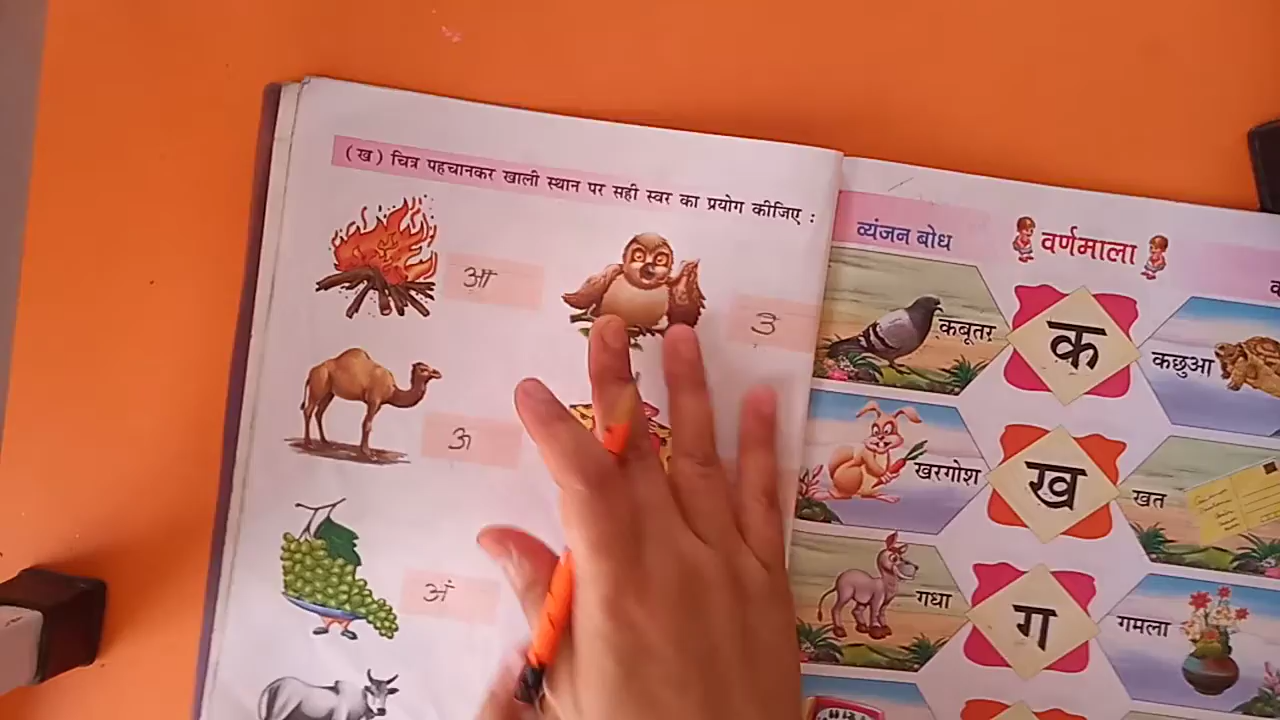 (ख) चित्र पहचानकर खाली स्थान पर सही स्वर का प्रयोग कीजिए :
आ
उ
अ
अं
व्यंजन बोध
वर्णमाला
कबूतर
क
कछुआ
खरगोश
ख
खत
गधा
ग
गमला